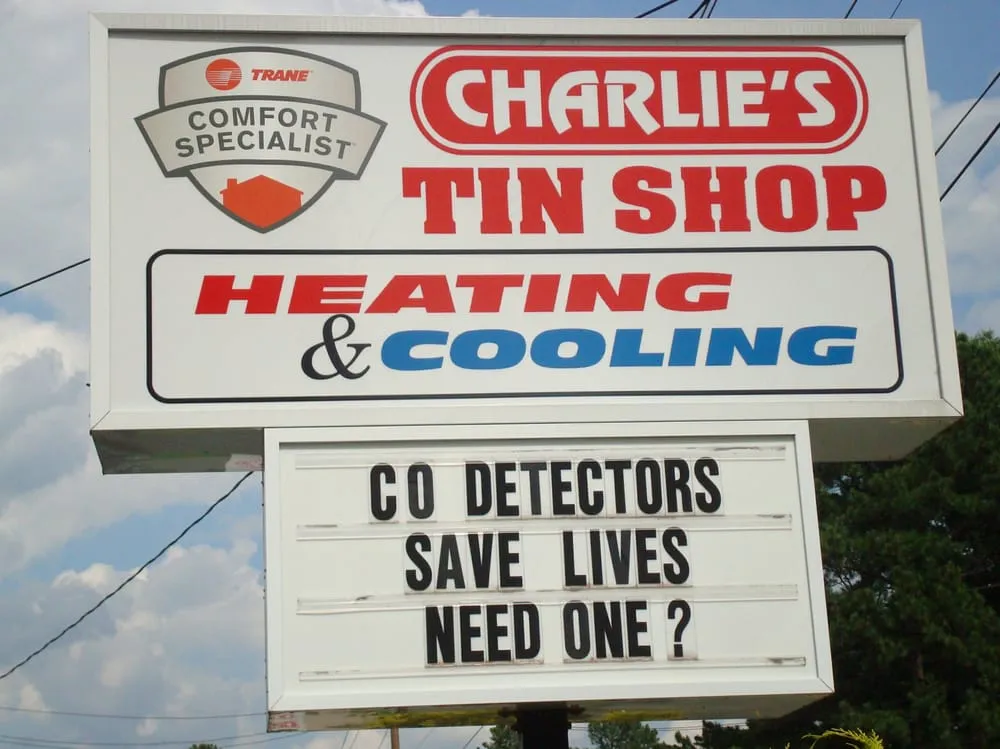 TRANE
COMFORT
SPECIALIST
CHARLIE'S
TIN SHOP
HEATING
& COOLING
CO DETECTORS
SAVE LIVES
NEED ONE ?